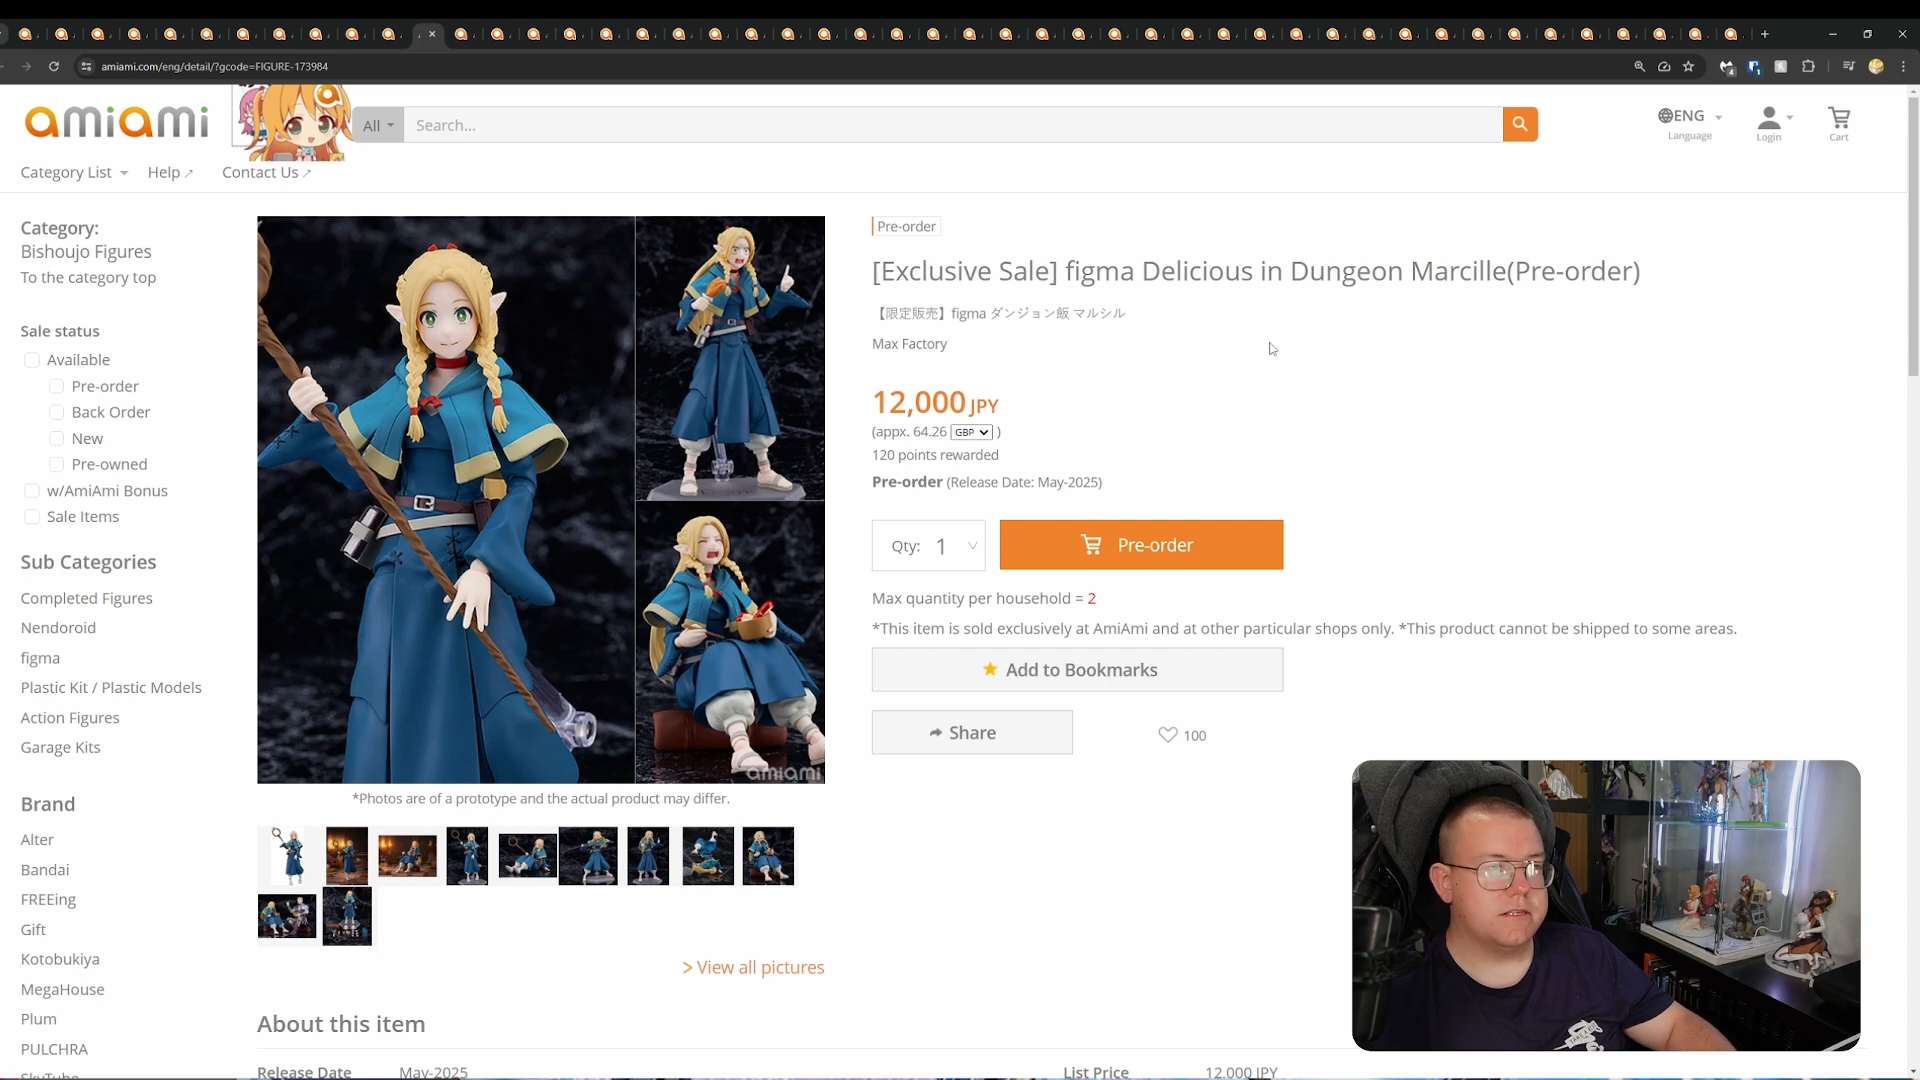 amiami.com/eng/detail/?gcode=FIGURE-173984
amiami
All
Search...
ENG
Language
Login
Cart
Category List
Help
Contact Us
Category:
Bishoujo Figures
To the category top
Sale status
Available
Pre-order
Back Order
New
Pre-owned
w/AmiAmi Bonus
Sale Items
Sub Categories
Completed Figures
Nendoroid
figma
Plastic Kit / Plastic Models
Action Figures
Garage Kits
Brand
Alter
Bandai
FREEing
Gift
Kotobukiya
MegaHouse
Plum
PULCHRA
SkyTube
amiami
*Photos are of a prototype and the actual product may differ.
> View all pictures
Pre-order
[Exclusive Sale] figma Delicious in Dungeon Marcille(Pre-order)
【限定販売】figma ダンジョン飯 マルシル
Max Factory
12,000 JPY
(appx. 64.26 GBP )
120 points rewarded
Pre-order (Release Date: May-2025)
Qty: 1
Pre-order
Max quantity per household = 2
*This item is sold exclusively at AmiAmi and at other particular shops only. *This product cannot be shipped to some areas.
Add to Bookmarks
Share
100
About this item
Release Date May-2025
List Price 12,000 JPY